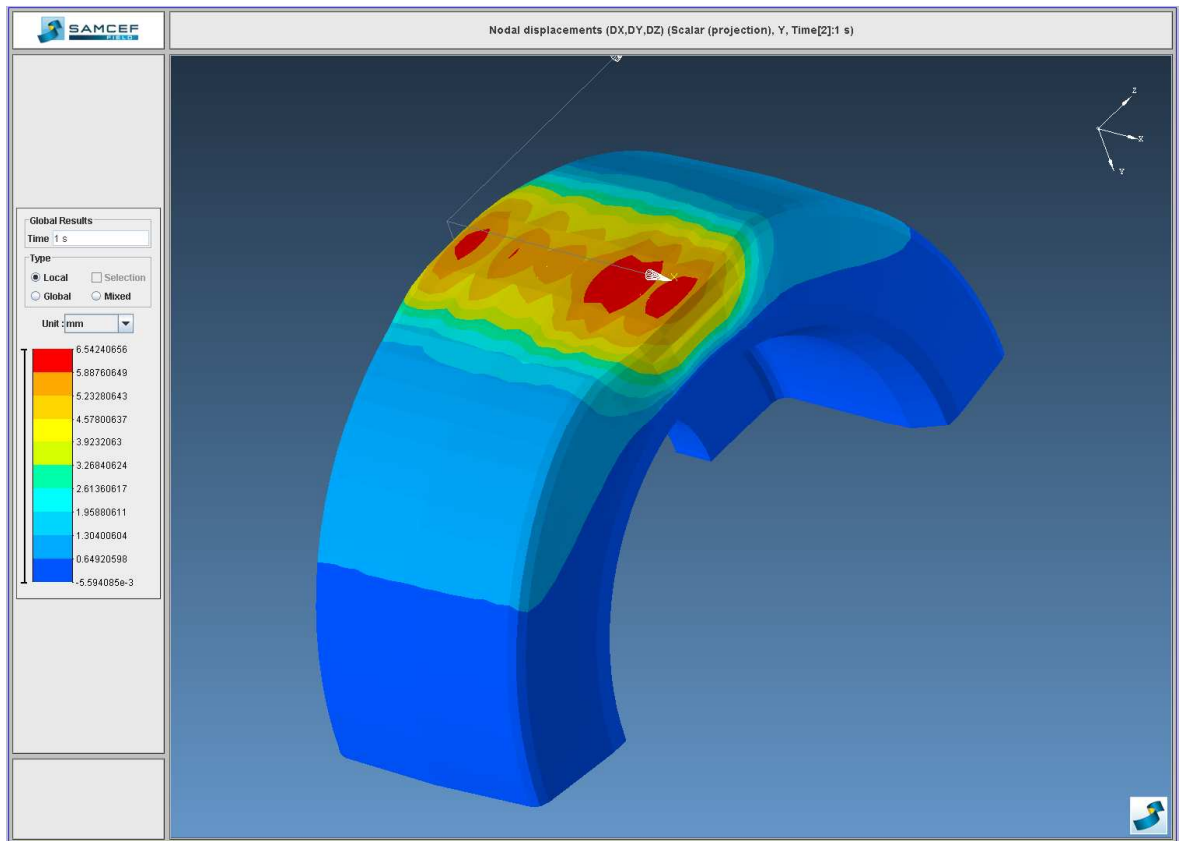 SAMCEF
FIELD
Nodal displacements (DX,DY,DZ) (Scalar (projection), Y, Time[2]:1 s)
Global Results
Time 1 s
Type
Local Selection
Global Mixed
Unit : mm
6.54240656
5.88760649
5.23280643
4.57800637
3.9232063
3.26840624
2.61360617
1.95880611
1.30400604
0.64920598
-5.594085e-3
Z
X
Y